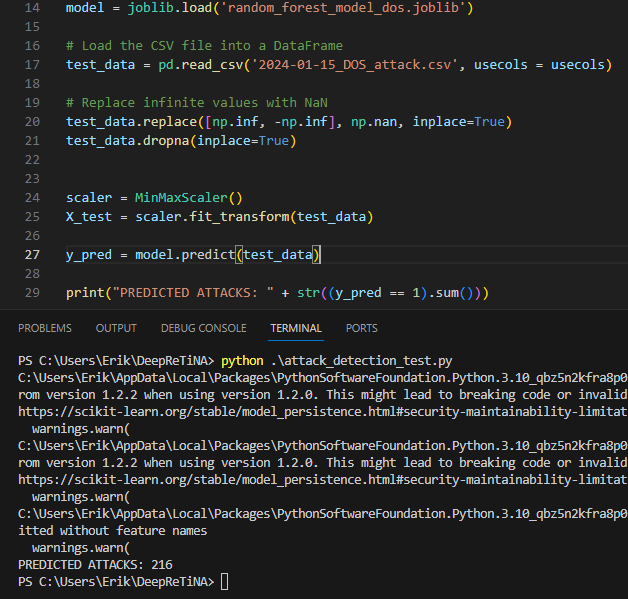 14 model = joblib.load('random_forest_model_dos.joblib')
15
16 # Load the CSV file into a DataFrame
17 test_data = pd.read_csv('2024-01-15_DOS_attack.csv', usecols = usecols)
18
19 # Replace infinite values with NaN
20 test_data.replace([np.inf, -np.inf], np.nan, inplace=True)
21 test_data.dropna(inplace=True)
22
23
24 scaler = MinMaxScaler()
25 X_test = scaler.fit_transform(test_data)
26
27 y_pred = model.predict(test_data)
28
29 print("PREDICTED ATTACKS: " + str((y_pred == 1).sum()))
PROBLEMS OUTPUT DEBUG CONSOLE TERMINAL PORTS
PS C:\Users\Erik\DeepReTiNA> python .\attack_detection_test.py
C:\Users\Erik\AppData\Local\Packages\PythonSoftwareFoundation.Python.3.10_qbz5n2kfra8p0
rom version 1.2.2 when using version 1.2.0. This might lead to breaking code or invalid
https://scikit-learn.org/stable/model_persistence.html#security-maintainability-limitat
warnings.warn(
C:\Users\Erik\AppData\Local\Packages\PythonSoftwareFoundation.Python.3.10_qbz5n2kfra8p0
rom version 1.2.2 when using version 1.2.0. This might lead to breaking code or invalid
https://scikit-learn.org/stable/model_persistence.html#security-maintainability-limitat
warnings.warn(
C:\Users\Erik\AppData\Local\Packages\PythonSoftwareFoundation.Python.3.10_qbz5n2kfra8p0
itted without feature names
warnings.warn(
PREDICTED ATTACKS: 216
PS C:\Users\Erik\DeepReTiNA>